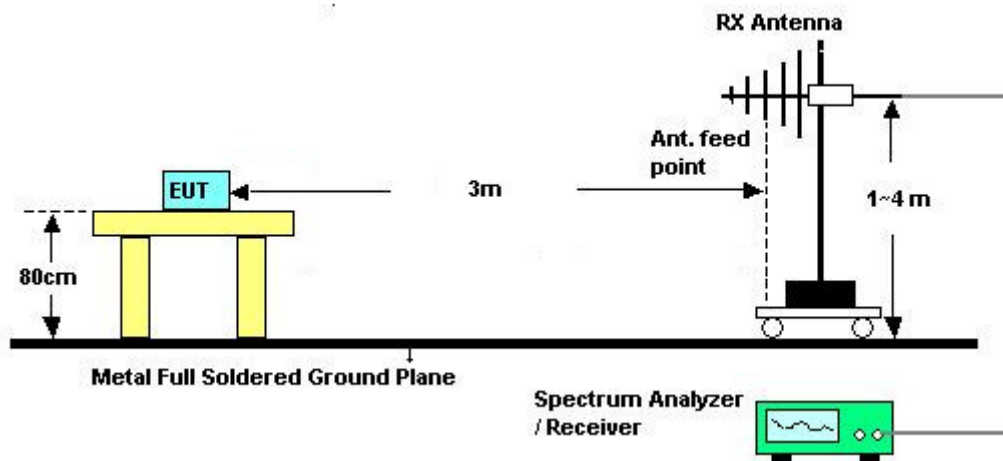 RX Antenna
Ant. feed
point
EUT
3m
1~4 m
80cm
Metal Full Soldered Ground Plane
Spectrum Analyzer
/ Receiver